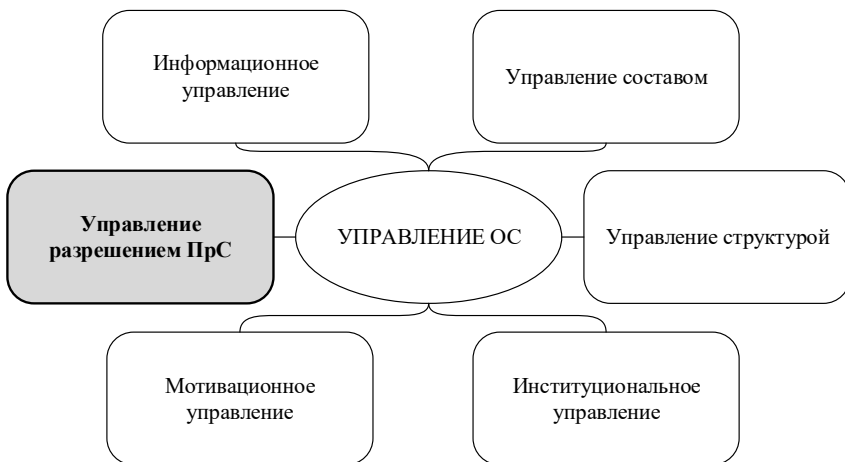 Информационное
управление
Управление составом
Управление
разрешением ПрС
УПРАВЛЕНИЕ ОС
Управление структурой
Мотивационное
управление
Институциональное
управление